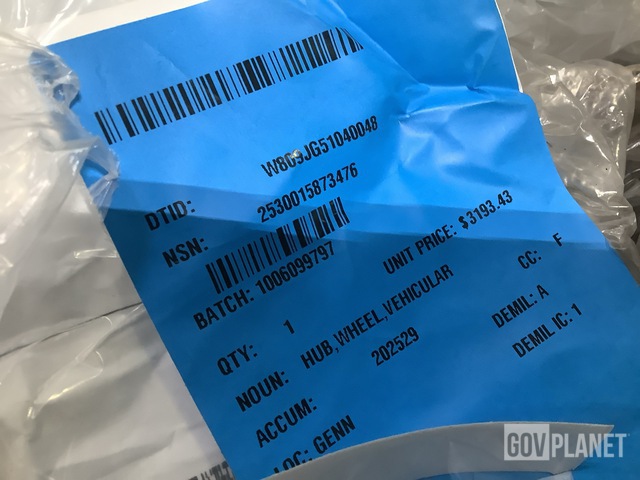 DTID: W809JG51040048
NSN: 2530015873476
BATCH: 1006099797
UNIT PRICE: $3193.43
QTY: 1
CC: F
NOUN: HUB,WHEEL,VEHICULAR
DEMIL: A
ACCUM: 202529
DEMIL IC: 1
LOC: GENN
GOVPLANET